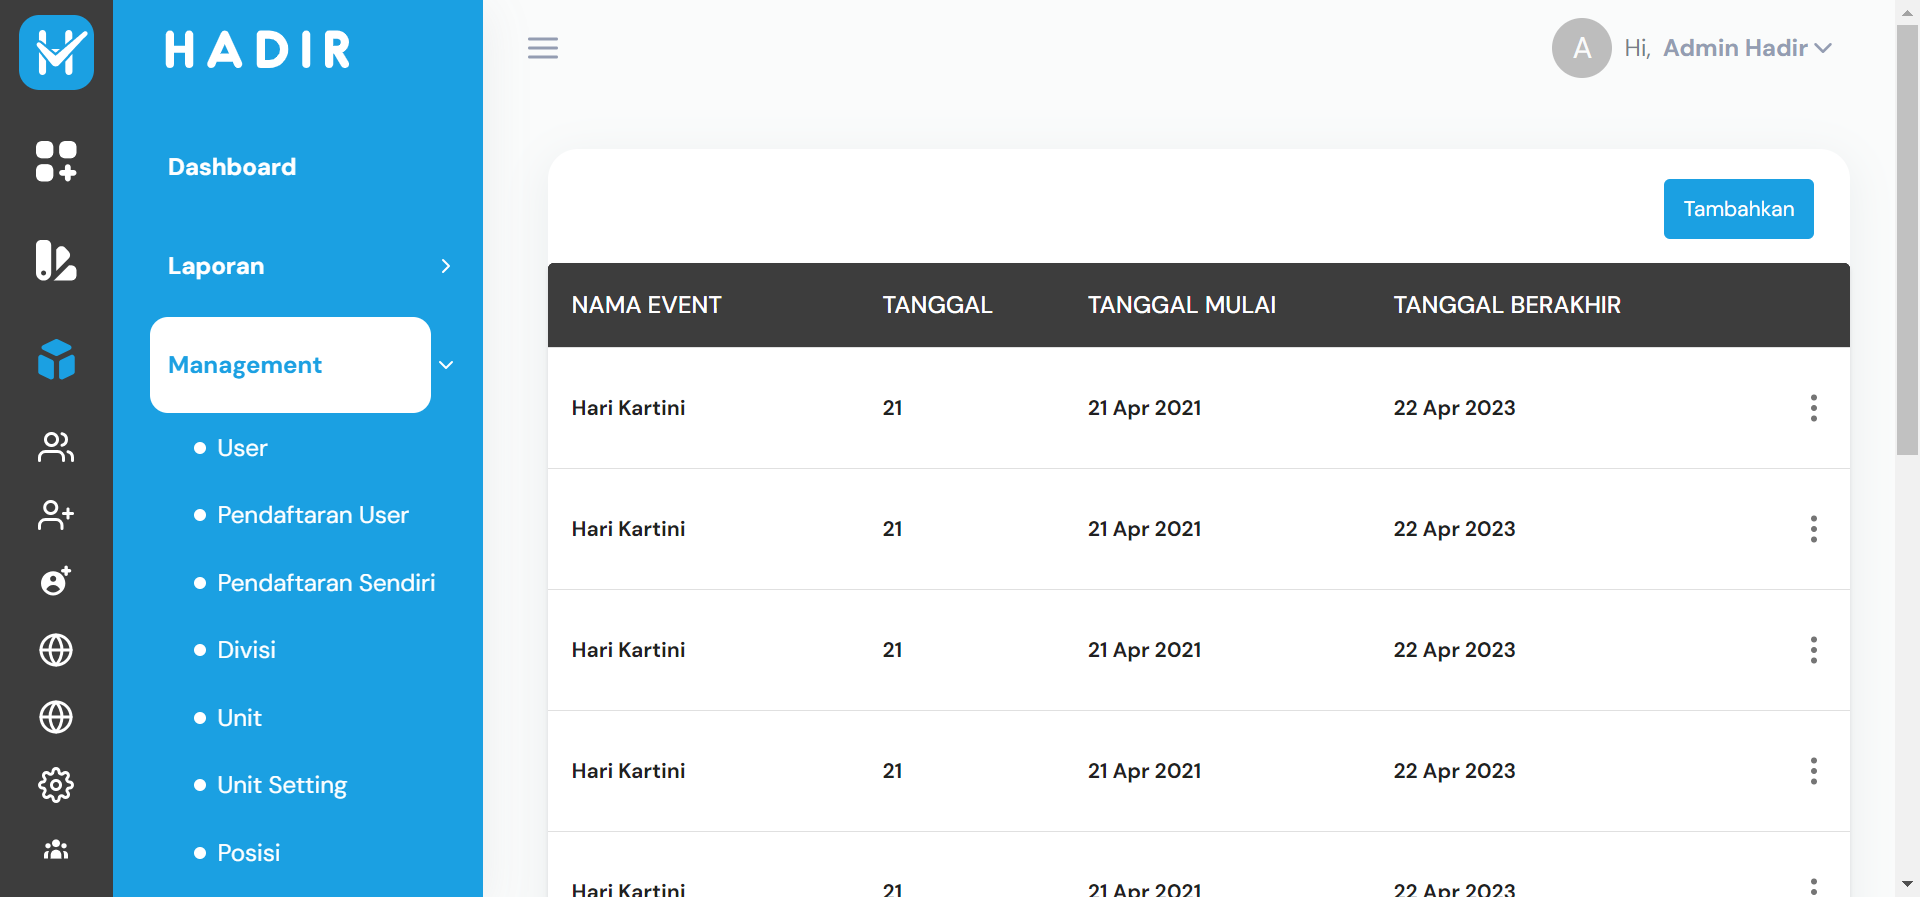 HADIR
Hi, Admin Hadir
A
Dashboard
Laporan
Management
User
Pendaftaran User
Pendaftaran Sendiri
Divisi
Unit
Unit Setting
Posisi
Tambahkan
NAMA EVENT TANGGAL TANGGAL MULAI TANGGAL BERAKHIR
Hari Kartini 21 21 Apr 2021 22 Apr 2023
Hari Kartini 21 21 Apr 2021 22 Apr 2023
Hari Kartini 21 21 Apr 2021 22 Apr 2023
Hari Kartini 21 21 Apr 2021 22 Apr 2023
Hari Kartini 21 21 Apr 2021 22 Apr 2023